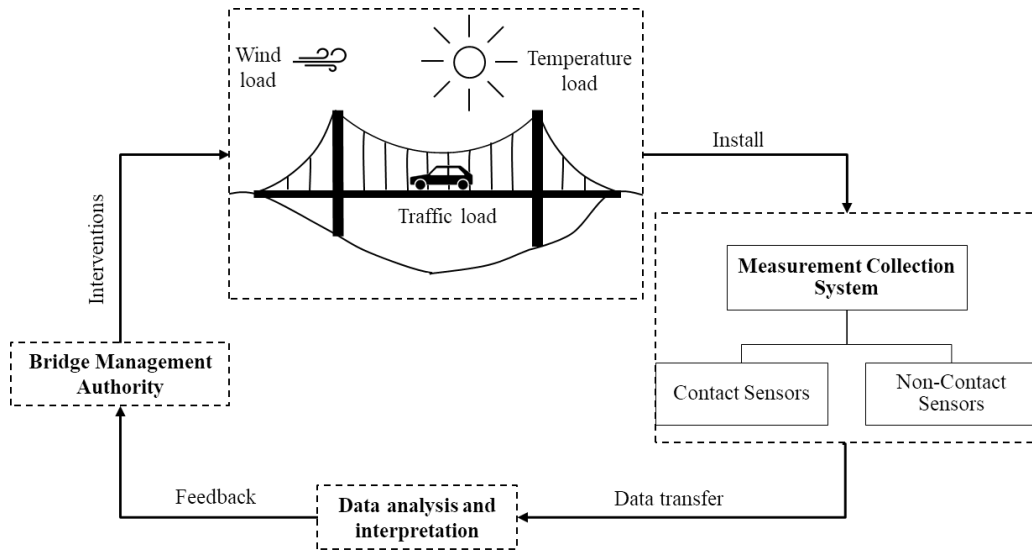 Wind
load
Temperature
load
Traffic load
Install
Measurement Collection
System
Contact Sensors
Non-Contact
Sensors
Data transfer
Data analysis and
interpretation
Feedback
Bridge Management
Authority
Interventions